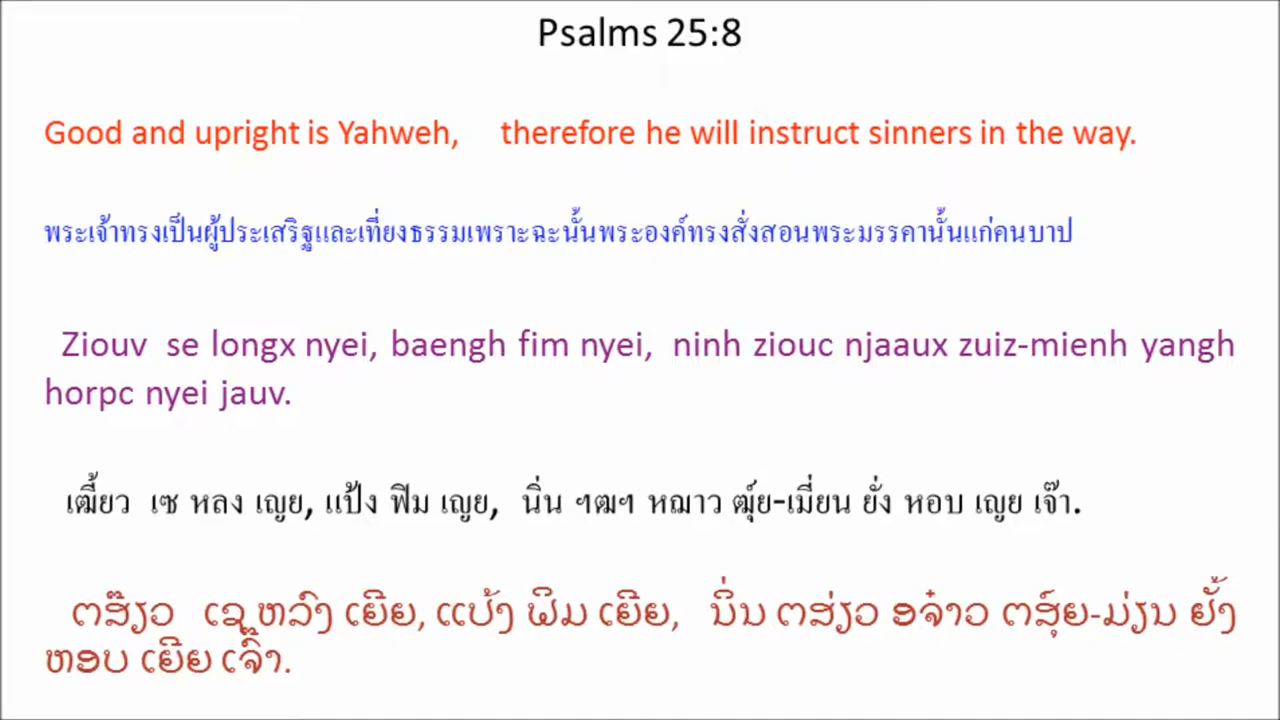 Psalms 25:8
Good and upright is Yahweh, therefore he will instruct sinners in the way.
พระเจ้าทรงเป็นผู้ประเสริฐและเที่ยงธรรมเพราะฉะนั้นพระองค์ทรงสั่งสอนพระมรรคานั้นแก่คนบาป
Ziouv se longx nyei, baengh fim nyei, ninh ziouc njaaux zuiz-mienh yangh
horpc nyei jauv.
เฒี้ยว เซ หลง เญย, แป้ง ฟิม เญย, นิ่น ฯฒฯ หฌาว ฒุ์ย-เมี่ยน ยั่ง หอบ เญย เจ๊า.
ຕສ໊ຽວ ເຊ ຫລົງ ເຍີຍ, ແປ້ງ ຟິມ ເຍີຍ, ນິ່ນ ຕສ່ຽວ ອຈ໋າວ ຕສຸ໌ຍ-ມ່ຽນ ຢັ້ງ
ຫອບ ເຍີຍ ເຈົ໊າ.